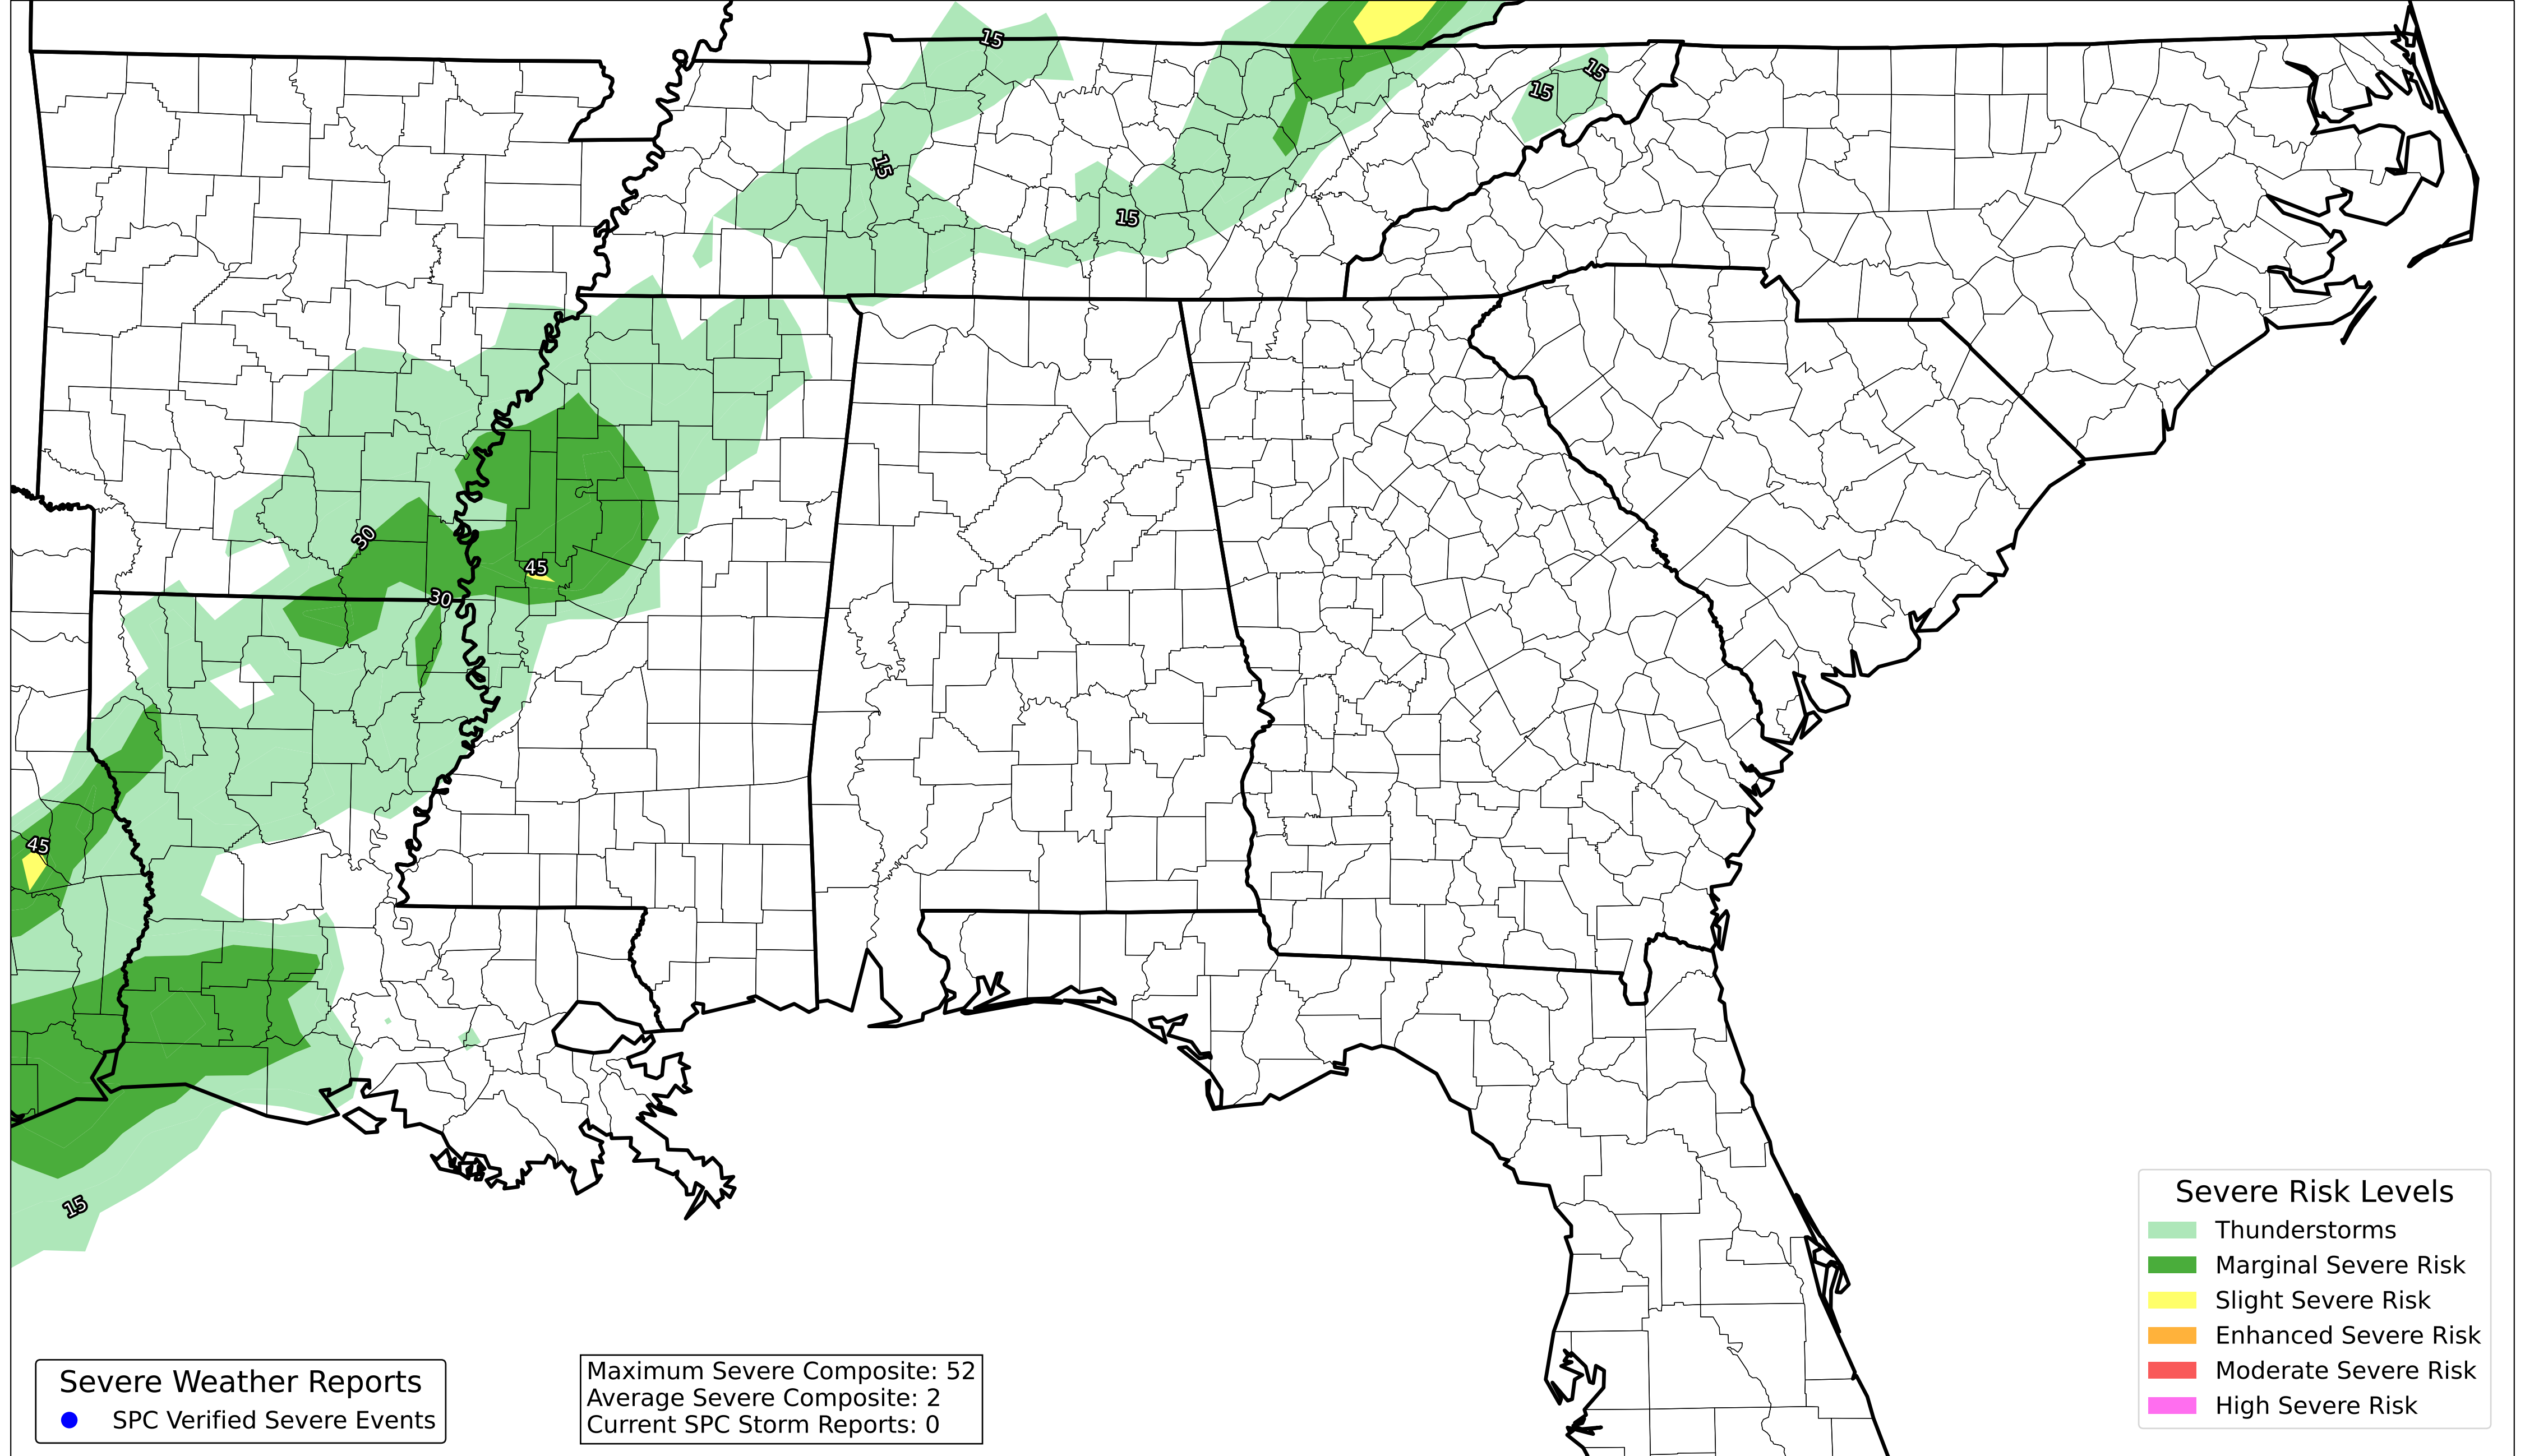 15
15
15
15
15
30
45
30
45
15
Severe Risk Levels
Thunderstorms
Marginal Severe Risk
Slight Severe Risk
Enhanced Severe Risk
Moderate Severe Risk
High Severe Risk
Severe Weather Reports
SPC Verified Severe Events
Maximum Severe Composite: 52
Average Severe Composite: 2
Current SPC Storm Reports: 0